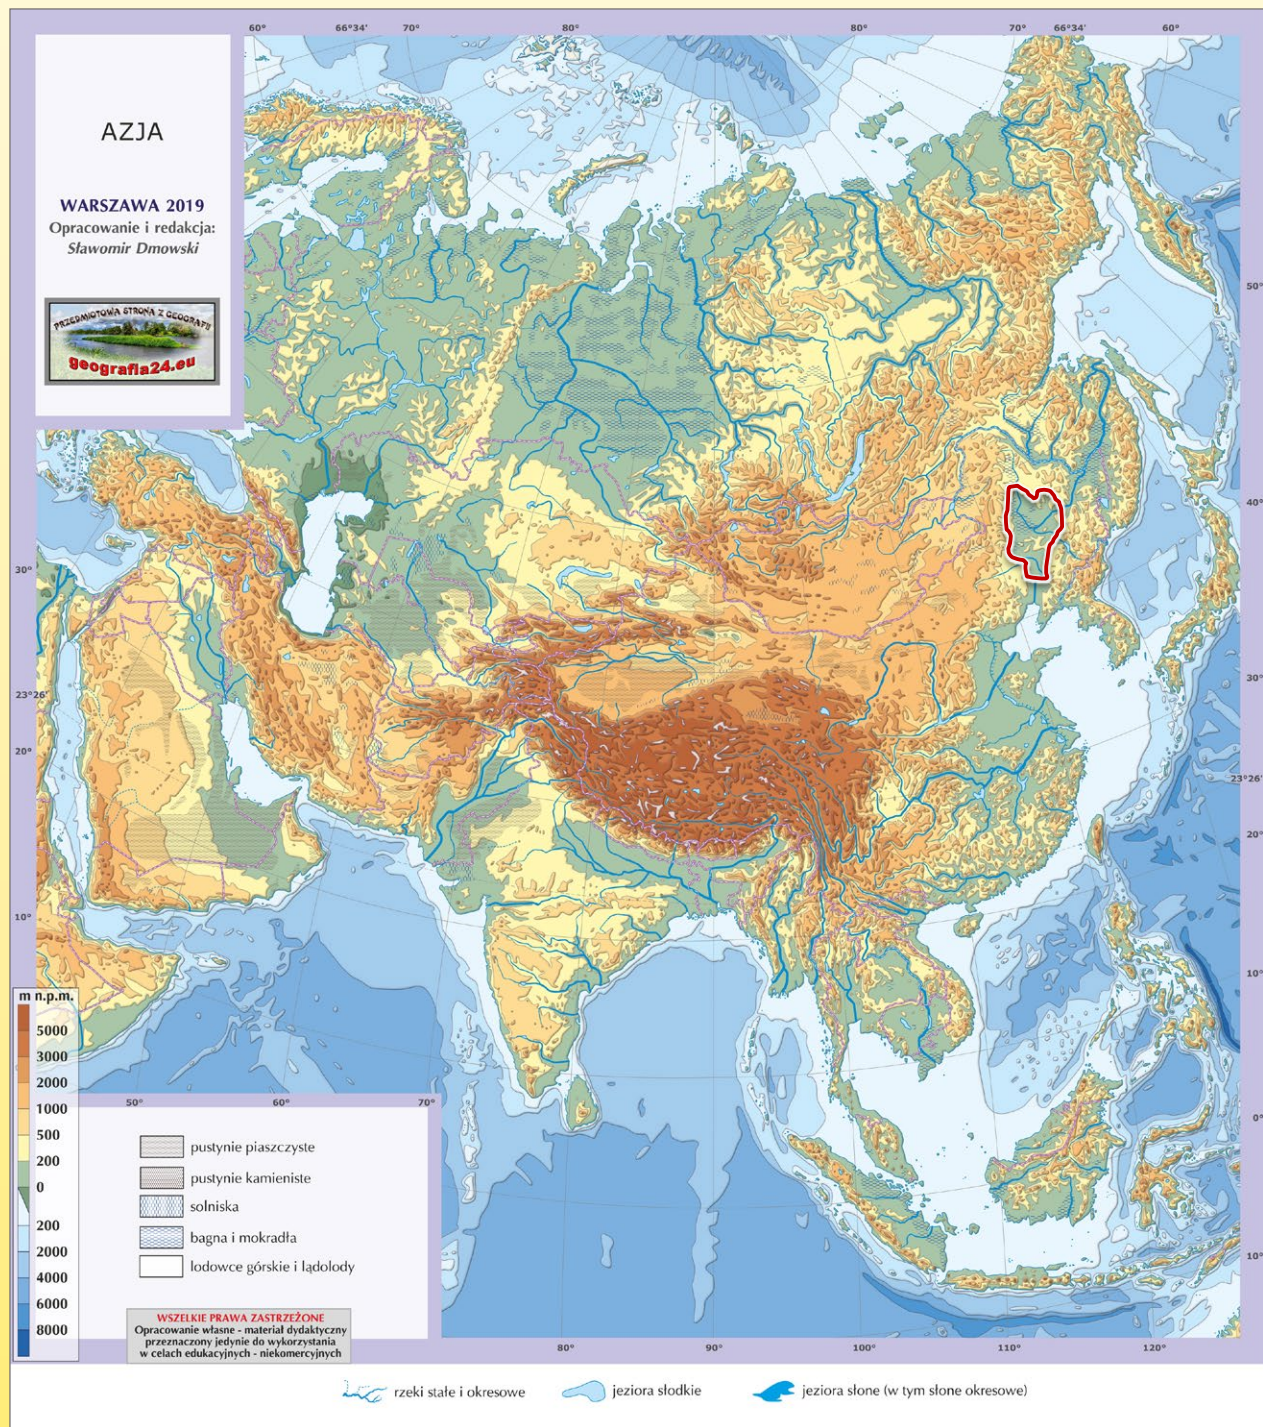 60°
66°34'
70°
80°
80°
70°
66°34'
60°
AZJA
WARSZAWA 2019
Opracowanie i redakcja:
Sławomir Dmowski
PRZEDMIOTOWA STRONA Z GEOGRAFII
geografia24.eu
50°
40°
30°
30°
23°26'
20°
23°26'
20°
10°
10°
m n.p.m.
5000
3000
2000
1000
500
200
0
200
2000
4000
6000
8000
50°
60°
70°
0°
10°
pustynie piaszczyste
pustynie kamieniste
solniska
bagna i mokradła
lodowce górskie i lądolody
WSZELKIE PRAWA ZASTRZEŻONE
Opracowanie własne - materiał dydaktyczny
przeznaczony jedynie do wykorzystania
w celach edukacyjnych - niekomercyjnych
80°
90°
100°
110°
120°
rzeki stałe i okresowe
jeziora słodkie
jeziora słone (w tym słone okresowe)